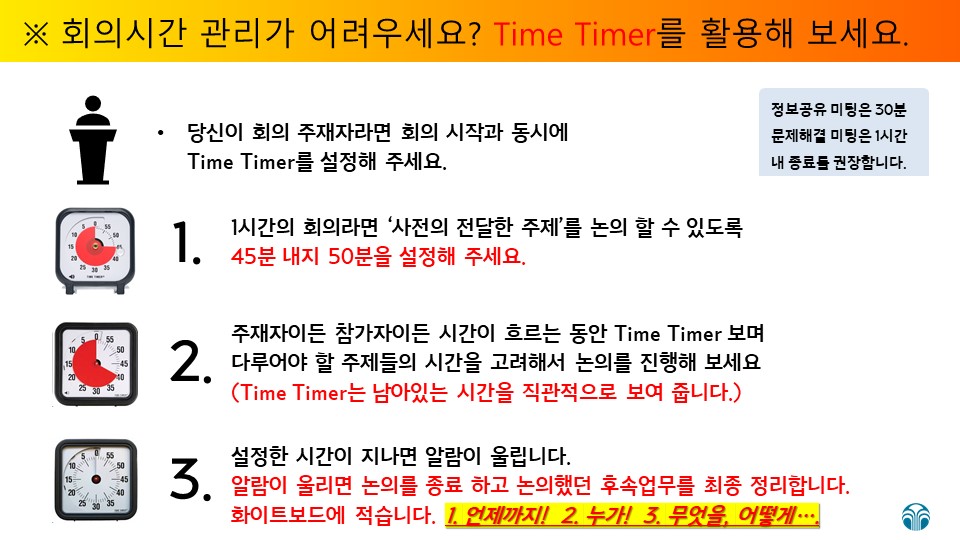 ※ 회의시간 관리가 어려우세요? Time Timer를 활용해 보세요.
정보공유 미팅은 30분
문제해결 미팅은 1시간
내 종료를 권장합니다.
• 당신이 회의 주재자라면 회의 시작과 동시에
Time Timer를 설정해 주세요.
1. 1시간의 회의라면 ‘사전의 전달한 주제’를 논의 할 수 있도록
45분 내지 50분을 설정해 주세요.
2. 주재자이든 참가자이든 시간이 흐르는 동안 Time Timer 보며
다루어야 할 주제들의 시간을 고려해서 논의를 진행해 보세요
(Time Timer는 남아있는 시간을 직관적으로 보여 줍니다.)
3. 설정한 시간이 지나면 알람이 울립니다.
알람이 울리면 논의를 종료 하고 논의했던 후속업무를 최종 정리합니다.
화이트보드에 적습니다. 1. 언제까지! 2. 누가! 3. 무엇을, 어떻게….